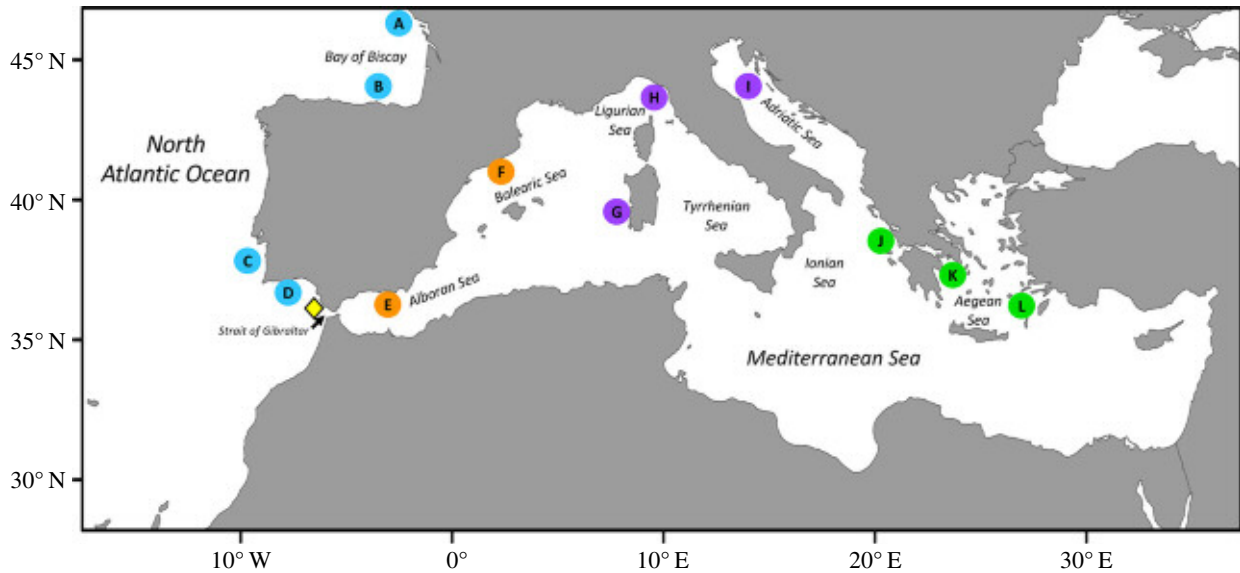 A
45° N
Bay of Biscay
B
H
I
Ligurian
Sea
Adriatic Sea
North
Atlantic Ocean
F
Balearic Sea
40° N
G
Tyrrhenian
Sea
J
C
Ionian
Sea
K
D
E
Alboran Sea
Aegean
Sea
L
Strait of Gibraltar
35° N
Mediterranean Sea
30° N
10° W
0°
10° E
20° E
30° E